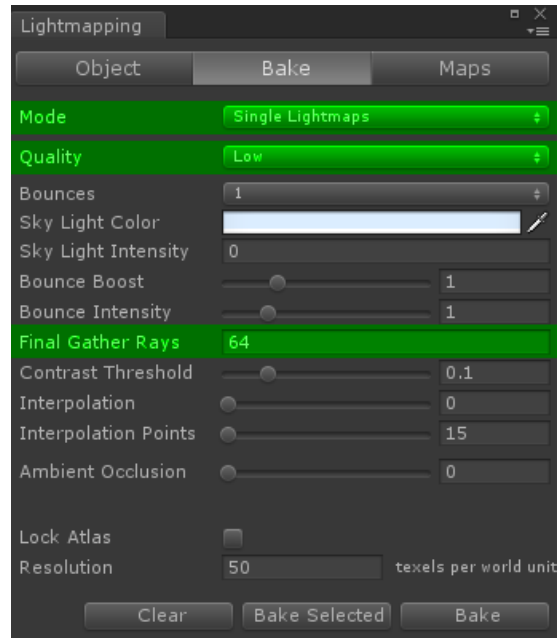 Lightmapping
Object Bake Maps
Mode Single Lightmaps
Quality Low
Bounces 1
Sky Light Color
Sky Light Intensity 0
Bounce Boost 1
Bounce Intensity 1
Final Gather Rays 64
Contrast Threshold 0.1
Interpolation 0
Interpolation Points 15
Ambient Occlusion 0
Lock Atlas
Resolution 50 texels per world unit
Clear Bake Selected Bake